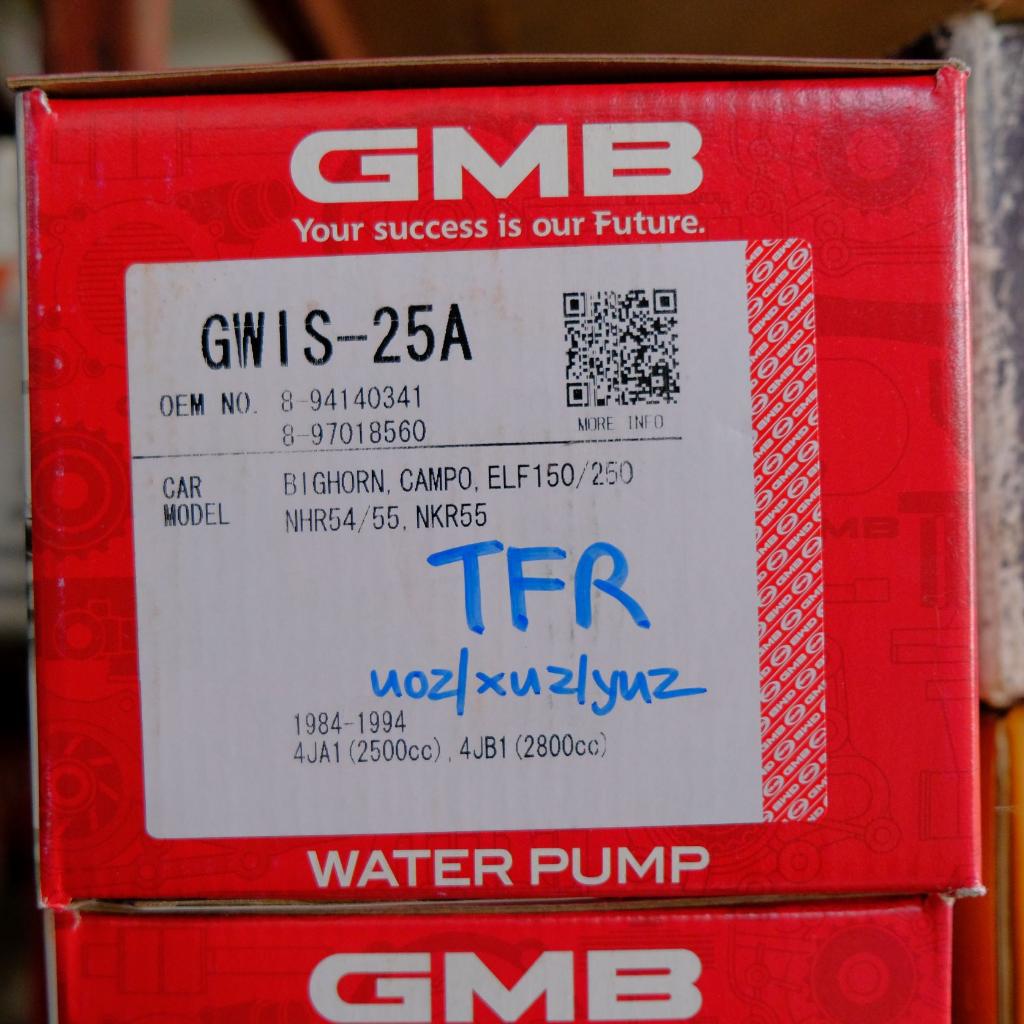 GMB
Your success is our Future.
GWIS-25A
OEM NO. 8-94140341
8-97018560
MORE INFO
CAR MODEL BIGHORN, CAMPO, ELF150/250
NHR54/55, NKR55
TFR
uoz/xuz/yuz
1984-1994
4JA1(2500cc), 4JB1(2800cc)
WATER PUMP
GMB